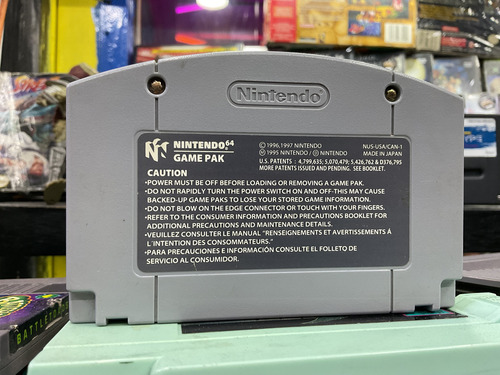 Nintendo
NINTENDO64
GAME PAK
© 1996,1997 NINTENDO
Ⓜ 1995 NINTENDO / Ⓓ NINTENDO
NUS-USA/CAN-1
MADE IN JAPAN
U.S. PATENTS : 4,799,635; 5,070,479; 5,426,762 & D376,795
MORE PATENTS ISSUED AND PENDING. SEE BOOKLET.
CAUTION
•POWER MUST BE OFF BEFORE LOADING OR REMOVING A GAME PAK.
•DO NOT RAPIDLY TURN THE POWER SWITCH ON AND OFF-THIS MAY CAUSE
BACKED-UP GAME PAKS TO LOSE YOUR STORED GAME INFORMATION.
•DO NOT BLOW ON THE EDGE CONNECTOR OR TOUCH WITH YOUR FINGERS.
•REFER TO THE CONSUMER INFORMATION AND PRECAUTIONS BOOKLET FOR
ADDITIONAL PRECAUTIONS AND MAINTENANCE DETAILS.
•VEUILLEZ CONSULTER LE MANUAL "RENSEIGNEMENTS ET AVERTISSEMENTS À
L'INTENTION DES CONSOMMATEURS."
•PARA PRECAUCIONES E INFORMACIÓN CONSULTE EL FOLLETO DE
SERVICIO AL CONSUMIDOR.